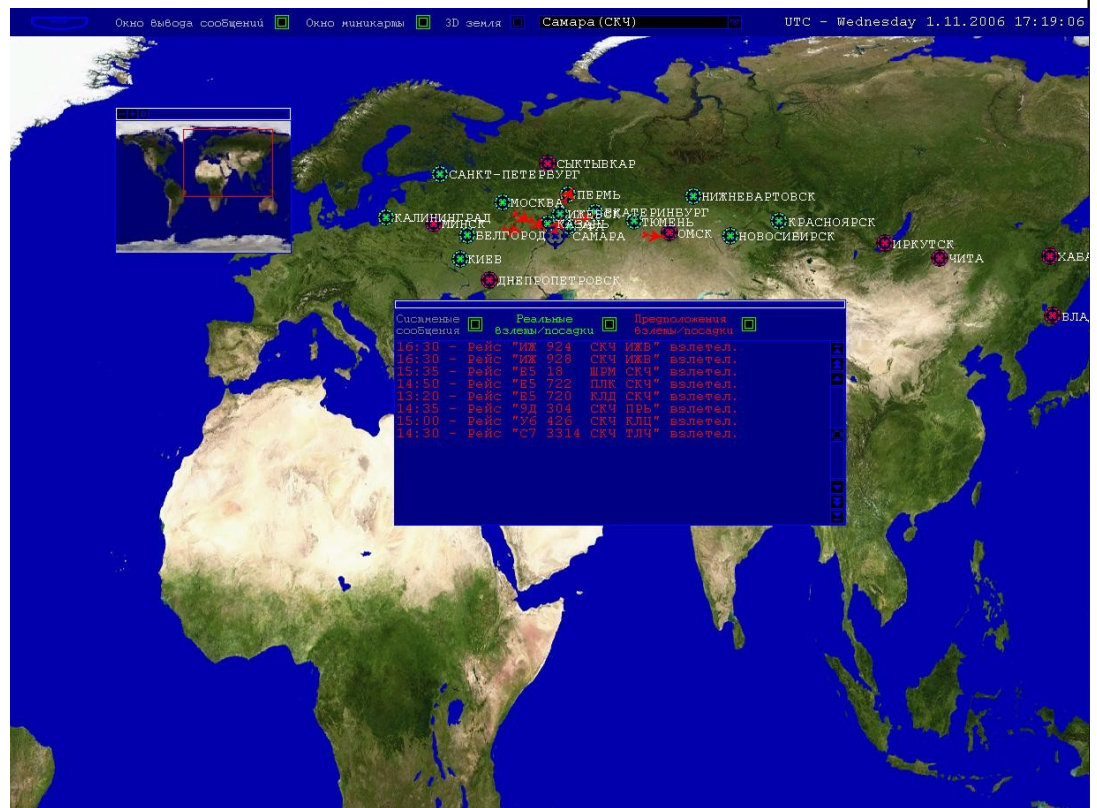 Окно вывода сообщений Окно миникарты 3D земля Самара(СКЧ) UTC - Wednesday 1.11.2006 17:19:06
СЫКТЫВКАР
САНКТ-ПЕТЕРБУРГ
ПЕРМЬ
НИЖНЕВАРТОВСК
МОСКВА
ИЖЕВСК
ЕКАТЕРИНБУРГ
КАЛИНИНГРАД
МИНСК
КАЗАНЬ
ТЮМЕНЬ
КРАСНОЯРСК
БЕЛГОРОД
САМАРА
ОМСК
НОВОСИБИРСК
ИРКУТСК
КИЕВ
ЧИТА
ХАБА
ДНЕПРОПЕТРОВСК
ВЛА
Систменые Реальные Предположения
сообщения взлеты/посадки взлеты/посадки
16:30 - Рейс "ИЖ 924 СКЧ ИЖВ" взлетел.
16:30 - Рейс "ИЖ 928 СКЧ ИЖВ" взлетел.
15:35 - Рейс "Е5 18 ШРМ СКЧ" взлетел.
14:50 - Рейс "Е5 722 ПЛК СКЧ" взлетел.
13:20 - Рейс "Е5 720 КЛД СКЧ" взлетел.
14:35 - Рейс "9Д 304 СКЧ ПРЬ" взлетел.
15:00 - Рейс "У6 426 СКЧ КЛЦ" взлетел.
14:30 - Рейс "С7 3314 СКЧ ТЛЧ" взлетел.